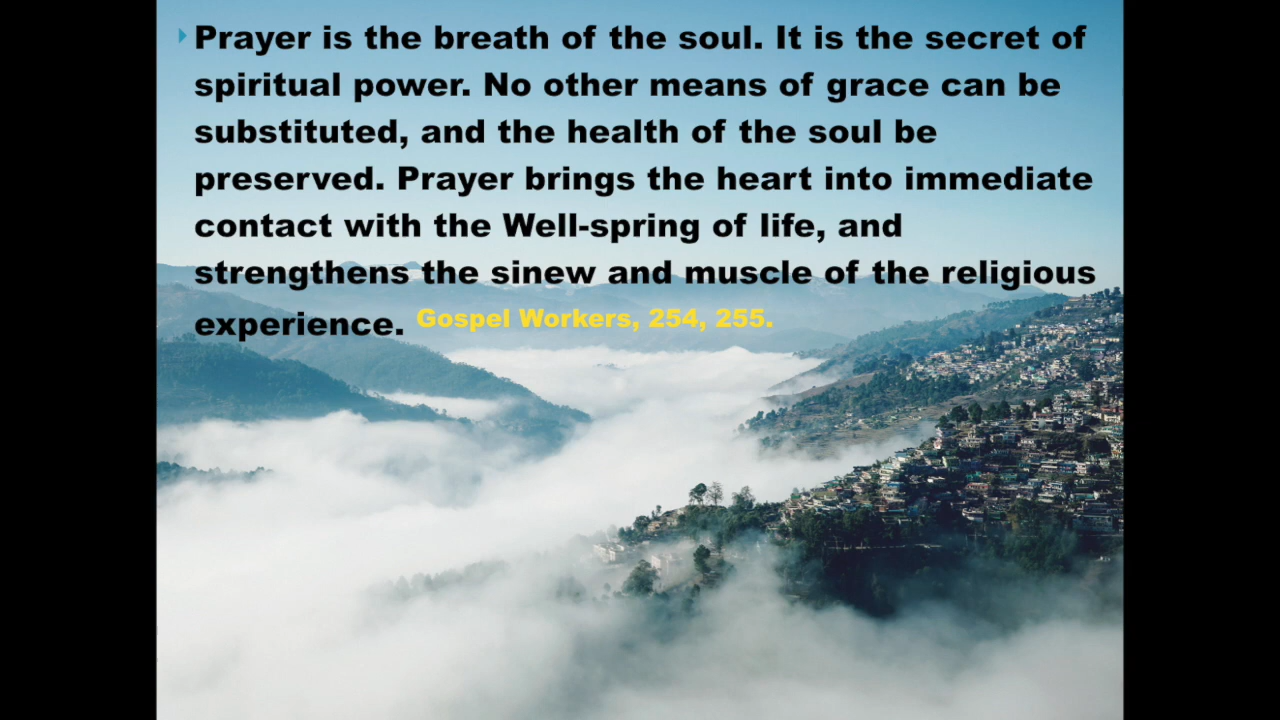 Prayer is the breath of the soul. It is the secret of
spiritual power. No other means of grace can be
substituted, and the health of the soul be
preserved. Prayer brings the heart into immediate
contact with the Well-spring of life, and
strengthens the sinew and muscle of the religious
experience. Gospel Workers, 254, 255.